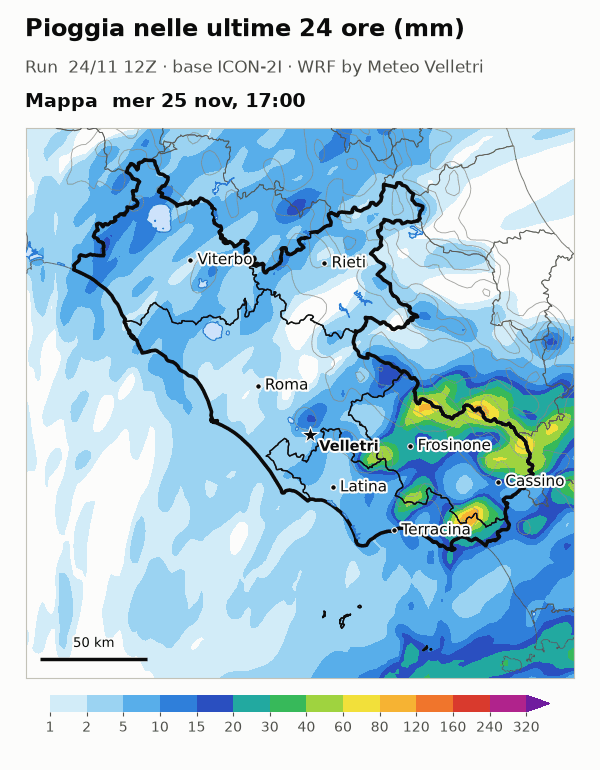 Pioggia nelle ultime 24 ore (mm)
Run 24/11 12Z · base ICON-2I · WRF by Meteo Velletri
Mappa mer 25 nov, 17:00
Viterbo
Rieti
Roma
Velletri
Frosinone
Latina
Cassino
Terracina
50 km
1 2 5 10 15 20 30 40 60 80 120 160 240 320